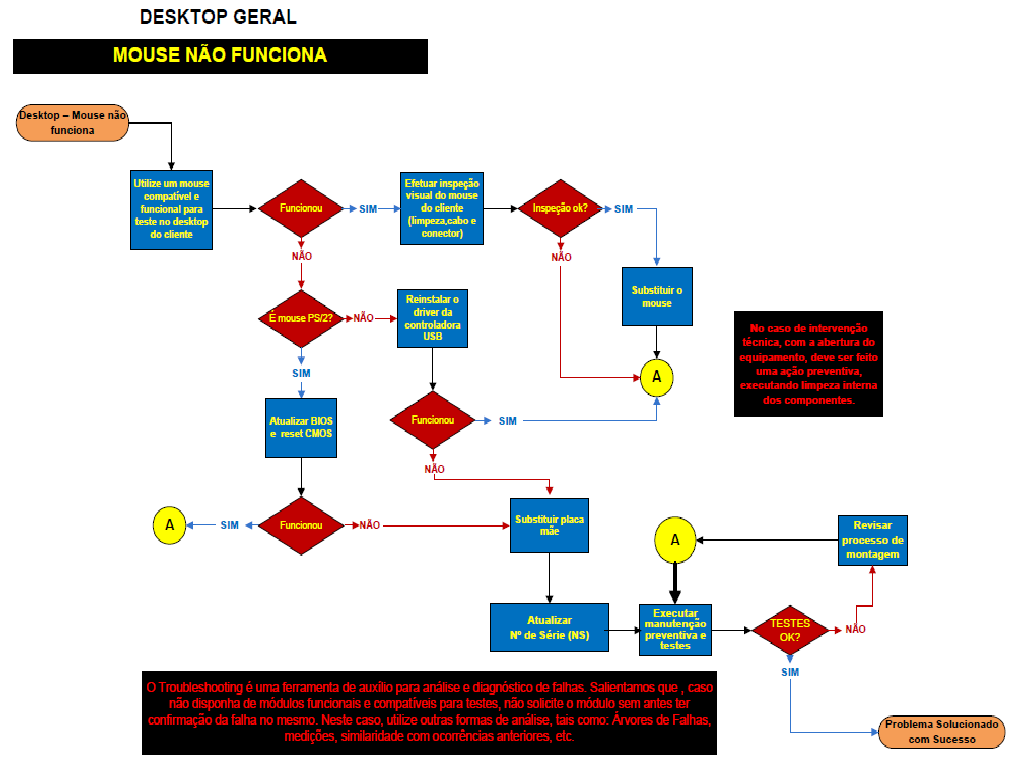 DESKTOP GERAL
MOUSE NÃO FUNCIONA
Desktop – Mouse não
funciona
Utilize um mouse
compatível e
funcional para
teste no desktop
do cliente
Funcionou
SIM
Efetuar inspeção
visual do mouse
do cliente
(limpeza,cabo e
conector)
Inspeção ok?
SIM
NÃO
NÃO
Substituir o
mouse
É mouse PS/2?
NÃO
Reinstalar o
driver da
controladora
USB
No caso de intervenção
técnica, com a abertura do
equipamento, deve ser feito
uma ação preventiva,
executando limpeza interna
dos componentes.
SIM
A
Atualizar BIOS
e reset CMOS
Funcionou
SIM
NÃO
A
SIM
Funcionou
NÃO
Substituir placa
mãe
A
Revisar
processo de
montagem
Atualizar
Nº de Série (NS)
Executar
manutenção
preventiva e
testes
TESTES
OK?
NÃO
SIM
O Troubleshooting é uma ferramenta de auxílio para análise e diagnóstico de falhas. Salientamos que , caso
não disponha de módulos funcionais e compatíveis para testes, não solicite o módulo sem antes ter
confirmação da falha no mesmo. Neste caso, utilize outras formas de análise, tais como: Árvores de Falhas,
medições, similaridade com ocorrências anteriores, etc.
Problema Solucionado
com Sucesso